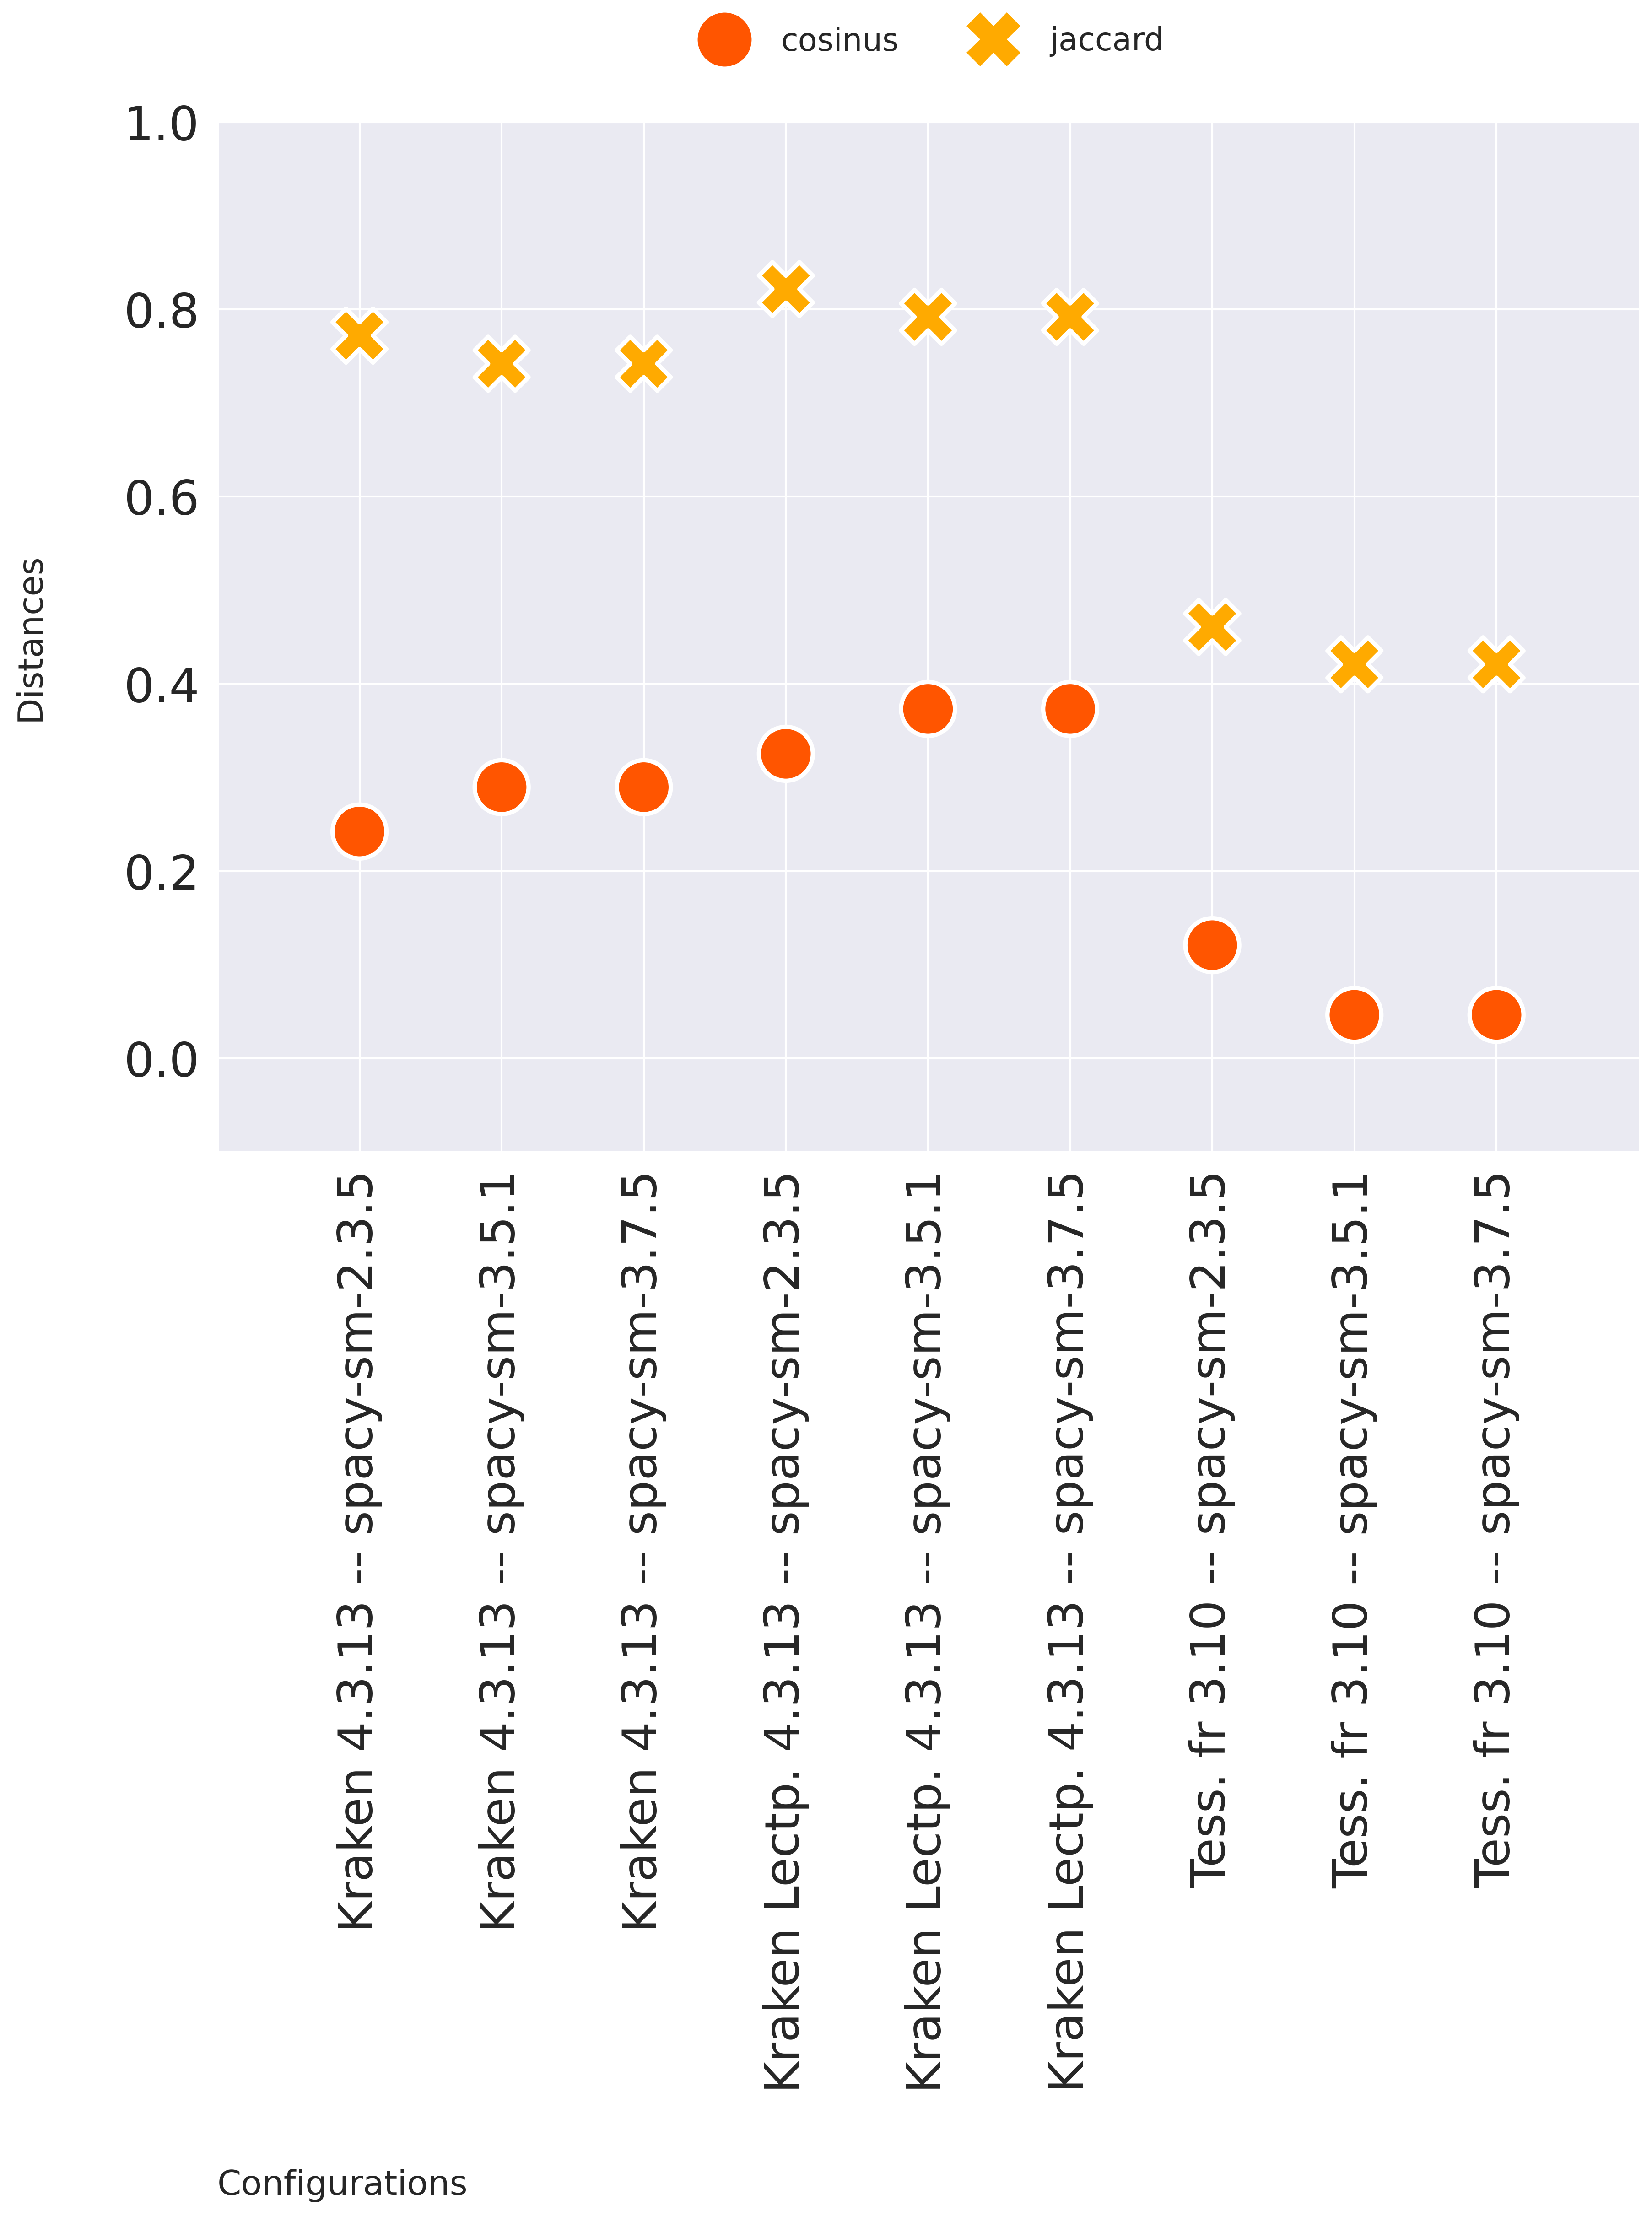 cosinus jaccard
1.0
0.8
0.6
0.4
0.2
0.0
Distances
Kraken 4.3.13 -- spacy-sm-2.3.5
Kraken 4.3.13 -- spacy-sm-3.5.1
Kraken 4.3.13 -- spacy-sm-3.7.5
Kraken Lectp. 4.3.13 -- spacy-sm-2.3.5
Kraken Lectp. 4.3.13 -- spacy-sm-3.5.1
Kraken Lectp. 4.3.13 -- spacy-sm-3.7.5
Tess. fr 3.10 -- spacy-sm-2.3.5
Tess. fr 3.10 -- spacy-sm-3.5.1
Tess. fr 3.10 -- spacy-sm-3.7.5
Configurations